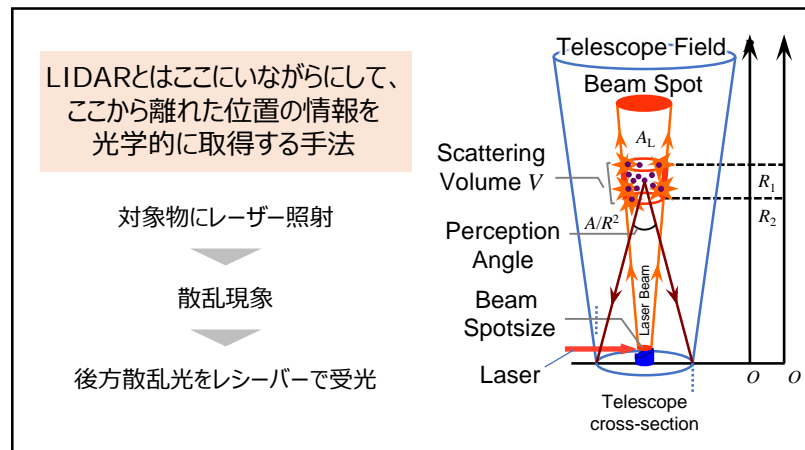 LIDARとはここにいながらにして、
ここから離れた位置の情報を
光学的に取得する手法
対象物にレーザー照射
散乱現象
後方散乱光をレシーバーで受光
Telescope Field
Beam Spot
A_L
Scattering
Volume V
R_1
R_2
A/R^2
Perception
Angle
Laser Beam
Beam
Spotsize
Laser
O
O
Telescope
cross-section